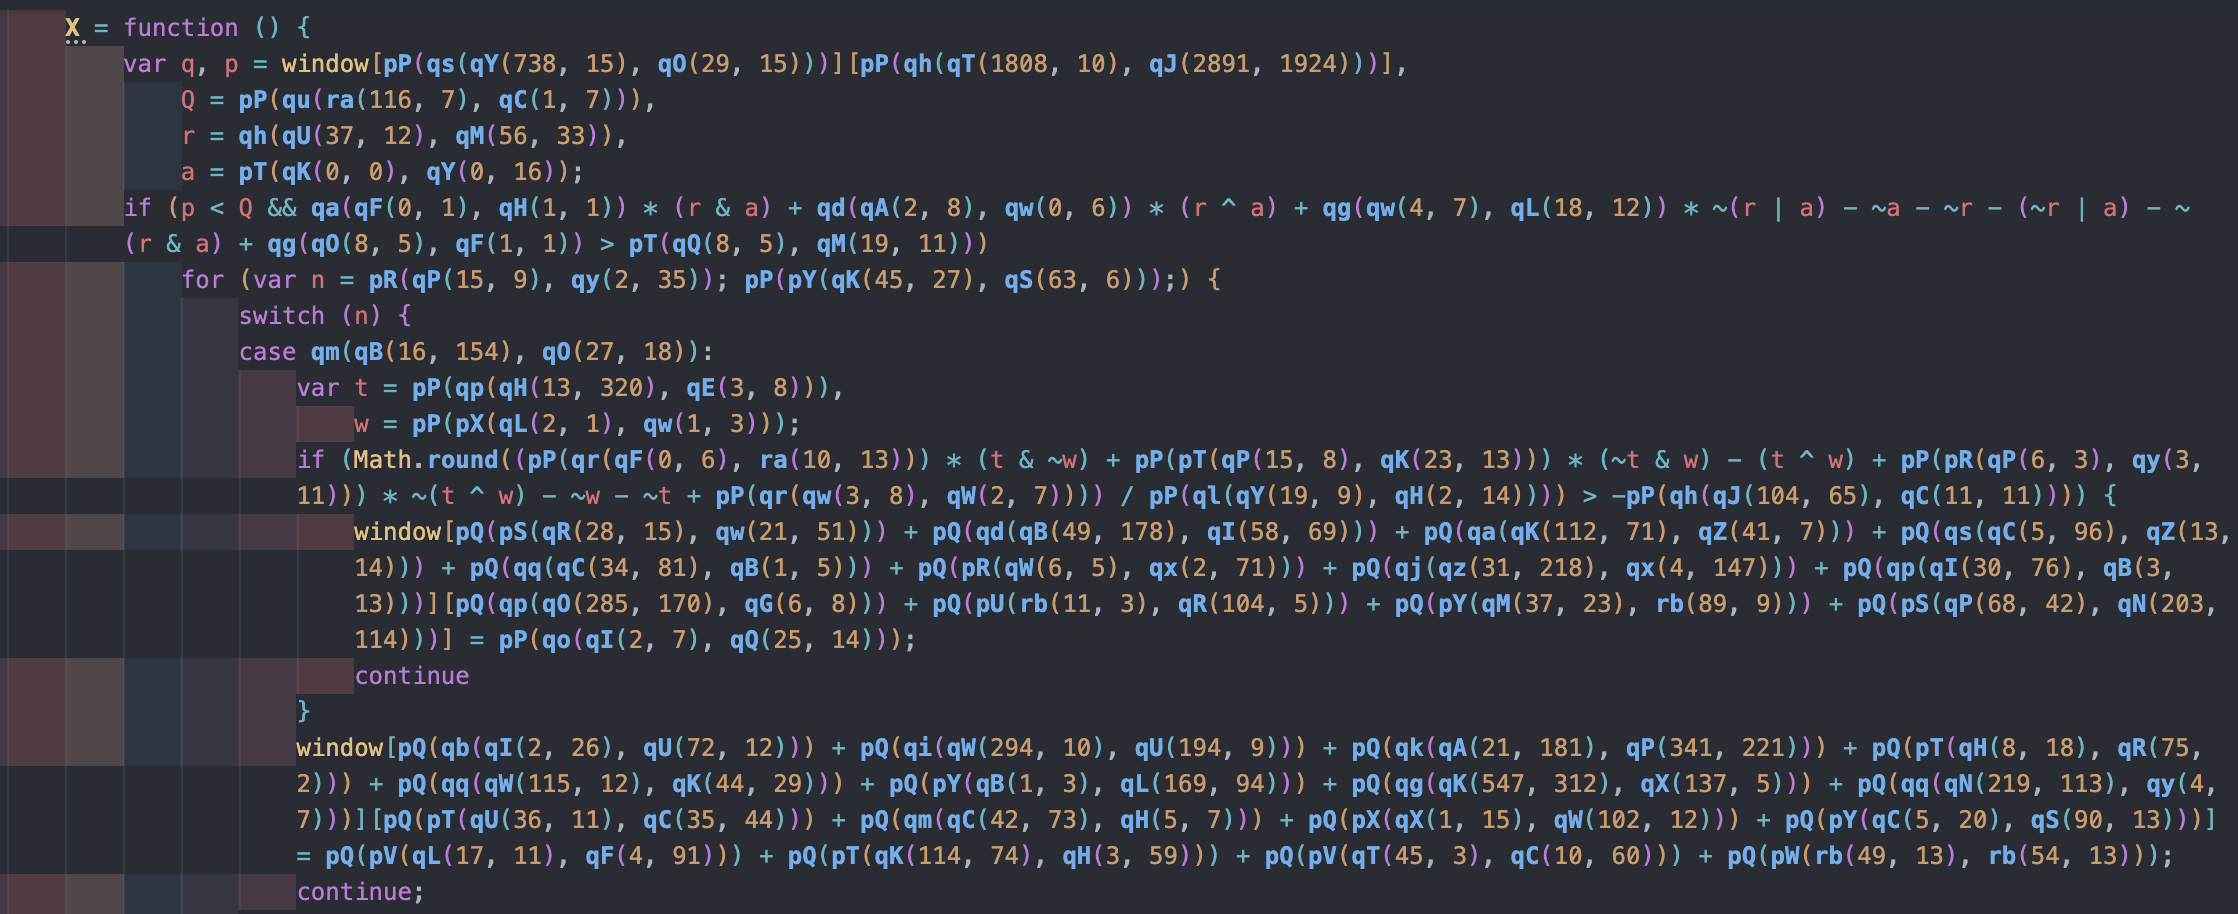 X = function () {
var q, p = window[pP(qs(qY(738, 15), qO(29, 15)))][pP(qh(qT(1808, 10), qJ(2891, 1924)))],
Q = pP(qu(ra(116, 7), qC(1, 7))),
r = qh(qU(37, 12), qM(56, 33)),
a = pT(qK(0, 0), qY(0, 16));
if (p < Q && qa(qF(0, 1), qH(1, 1)) * (r & a) + qd(qA(2, 8), qw(0, 6)) * (r ^ a) + qg(qw(4, 7), qL(18, 12)) * ~(r | a) − ~a − ~r − (~r | a) − ~
(r & a) + qg(qO(8, 5), qF(1, 1)) > pT(qQ(8, 5), qM(19, 11)))
for (var n = pR(qP(15, 9), qy(2, 35)); pP(pY(qK(45, 27), qS(63, 6)));) {
switch (n) {
case qm(qB(16, 154), qO(27, 18)):
var t = pP(qp(qH(13, 320), qE(3, 8))),
w = pP(pX(qL(2, 1), qw(1, 3)));
if (Math.round((pP(qr(qF(0, 6), ra(10, 13))) * (t & ~w) + pP(pT(qP(15, 8), qK(23, 13))) * (~t & w) − (t ^ w) + pP(pR(qP(6, 3), qy(3,
11))) * ~(t ^ w) − ~w − ~t + pP(qr(qw(3, 8), qW(2, 7)))) / pP(ql(qY(19, 9), qH(2, 14)))) > −pP(qh(qJ(104, 65), qC(11, 11)))) {
window[pQ(pS(qR(28, 15), qw(21, 51))) + pQ(qd(qB(49, 178), qI(58, 69))) + pQ(qa(qK(112, 71), qZ(41, 7))) + pQ(qs(qC(5, 96), qZ(13,
14))) + pQ(qq(qC(34, 81), qB(1, 5))) + pQ(pR(qW(6, 5), qx(2, 71))) + pQ(qj(qz(31, 218), qx(4, 147))) + pQ(qp(qI(30, 76), qB(3,
13)))][pQ(qp(qO(285, 170), qG(6, 8))) + pQ(pU(rb(11, 3), qR(104, 5))) + pQ(pY(qM(37, 23), rb(89, 9))) + pQ(pS(qP(68, 42), qN(203,
114)))] = pP(qo(qI(2, 7), qQ(25, 14)));
continue
}
window[pQ(qb(qI(2, 26), qU(72, 12))) + pQ(qi(qW(294, 10), qU(194, 9))) + pQ(qk(qA(21, 181), qP(341, 221))) + pQ(pT(qH(8, 18), qR(75,
2))) + pQ(qq(qW(115, 12), qK(44, 29))) + pQ(pY(qB(1, 3), qL(169, 94))) + pQ(qg(qK(547, 312), qX(137, 5))) + pQ(qq(qN(219, 113), qy(4,
7)))][pQ(pT(qU(36, 11), qC(35, 44))) + pQ(qm(qC(42, 73), qH(5, 7))) + pQ(pX(qX(1, 15), qW(102, 12))) + pQ(pY(qC(5, 20), qS(90, 13)))]
= pQ(pV(qL(17, 11), qF(4, 91))) + pQ(pT(qK(114, 74), qH(3, 59))) + pQ(pV(qT(45, 3), qC(10, 60))) + pQ(pW(rb(49, 13), rb(54, 13)));
continue;